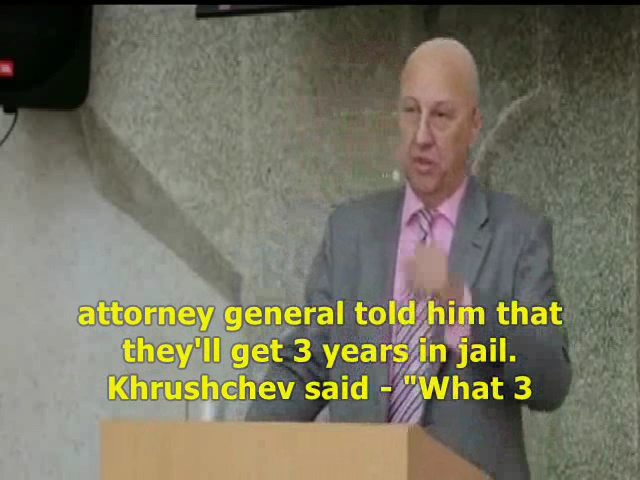 attorney general told him that
they'll get 3 years in jail.
Khrushchev said - "What 3